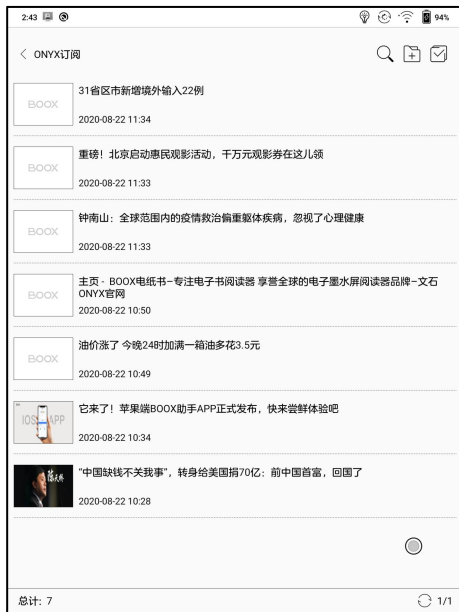 2:43
94%
ONYX订阅
BOOX
31省区市新增境外输入22例
2020-08-22 11:34
BOOX
重磅！北京启动惠民观影活动，千万元观影券在这儿领
2020-08-22 11:33
BOOX
钟南山：全球范围内的疫情救治偏重躯体疾病，忽视了心理健康
2020-08-22 11:33
BOOX
主页 - BOOX电纸书-专注电子书阅读器 享誉全球的电子墨水屏阅读器品牌-文石
ONYX官网
2020-08-22 10:50
BOOX
油价涨了 今晚24时加满一箱油多花3.5元
2020-08-22 10:49
IOS APP
它来了！苹果端BOOX助手APP正式发布，快来尝鲜体验吧
2020-08-22 10:34
“中国缺钱不关我事”，转身给美国捐70亿：前中国首富，回国了
2020-08-22 10:28
总计: 7
1/1